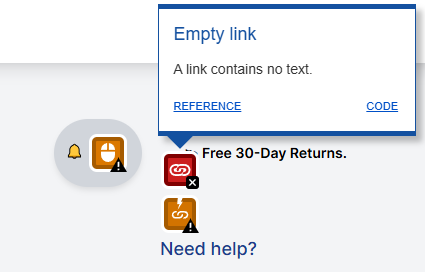 Empty link
A link contains no text.
REFERENCE CODE
Free 30-Day Returns.
Need help?